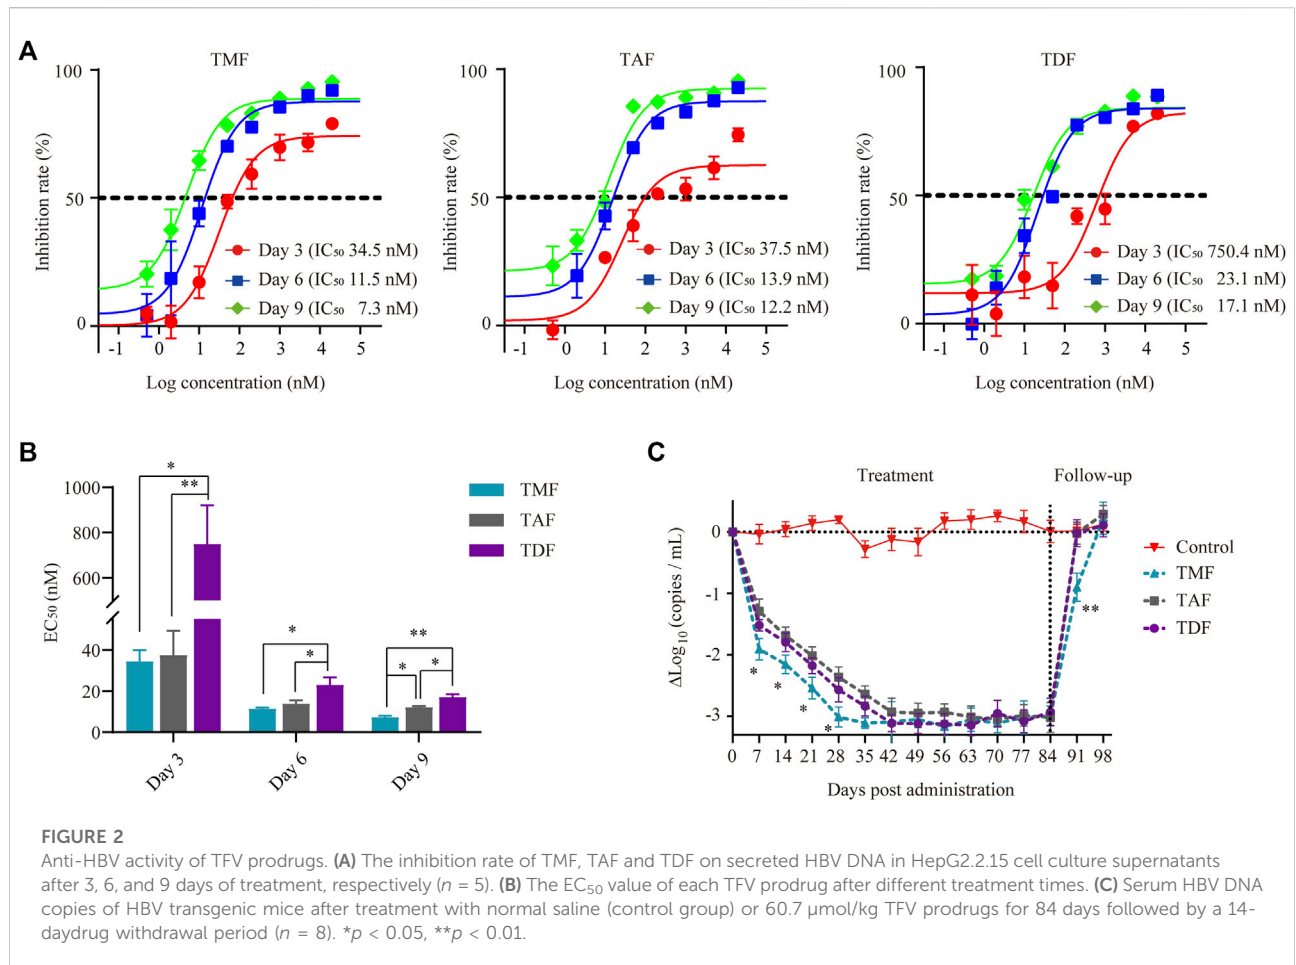 A
TMF
100
50
0
Inhibition rate (%)
Day 3 (IC50 34.5 nM)
Day 6 (IC50 11.5 nM)
Day 9 (IC50 7.3 nM)
-1 0 1 2 3 4 5
Log concentration (nM)
TAF
100
50
0
Inhibition rate (%)
Day 3 (IC50 37.5 nM)
Day 6 (IC50 13.9 nM)
Day 9 (IC50 12.2 nM)
-1 0 1 2 3 4 5
Log concentration (nM)
TDF
100
50
0
Inhibition rate (%)
Day 3 (IC50 750.4 nM)
Day 6 (IC50 23.1 nM)
Day 9 (IC50 17.1 nM)
-1 0 1 2 3 4 5
Log concentration (nM)
B
1000
800
600
40
20
0
EC50 (nM)
*
**
*
*
**
*
*
TMF
TAF
TDF
Day 3
Day 6
Day 9
C
Treatment
Follow-up
0
-1
-2
-3
ΔLog10 (copies / mL)
*
*
*
*
**
Control
TMF
TAF
TDF
0 7 14 21 28 35 42 49 56 63 70 77 84 91 98
Days post administration
FIGURE 2
Anti-HBV activity of TFV prodrugs. (A) The inhibition rate of TMF, TAF and TDF on secreted HBV DNA in HepG2.2.15 cell culture supernatants
after 3, 6, and 9 days of treatment, respectively (n = 5). (B) The EC50 value of each TFV prodrug after different treatment times. (C) Serum HBV DNA
copies of HBV transgenic mice after treatment with normal saline (control group) or 60.7 μmol/kg TFV prodrugs for 84 days followed by a 14-
daydrug withdrawal period (n = 8). *p < 0.05, **p < 0.01.